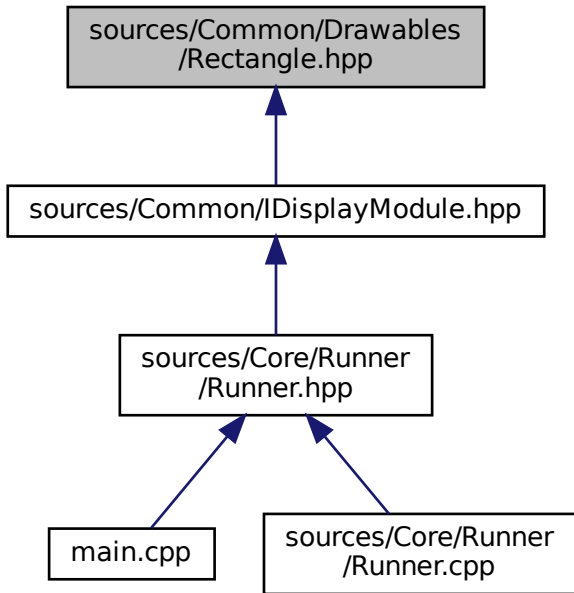 sources/Common/Drawables
/Rectangle.hpp
sources/Common/IDisplayModule.hpp
sources/Core/Runner
/Runner.hpp
main.cpp
sources/Core/Runner
/Runner.cpp